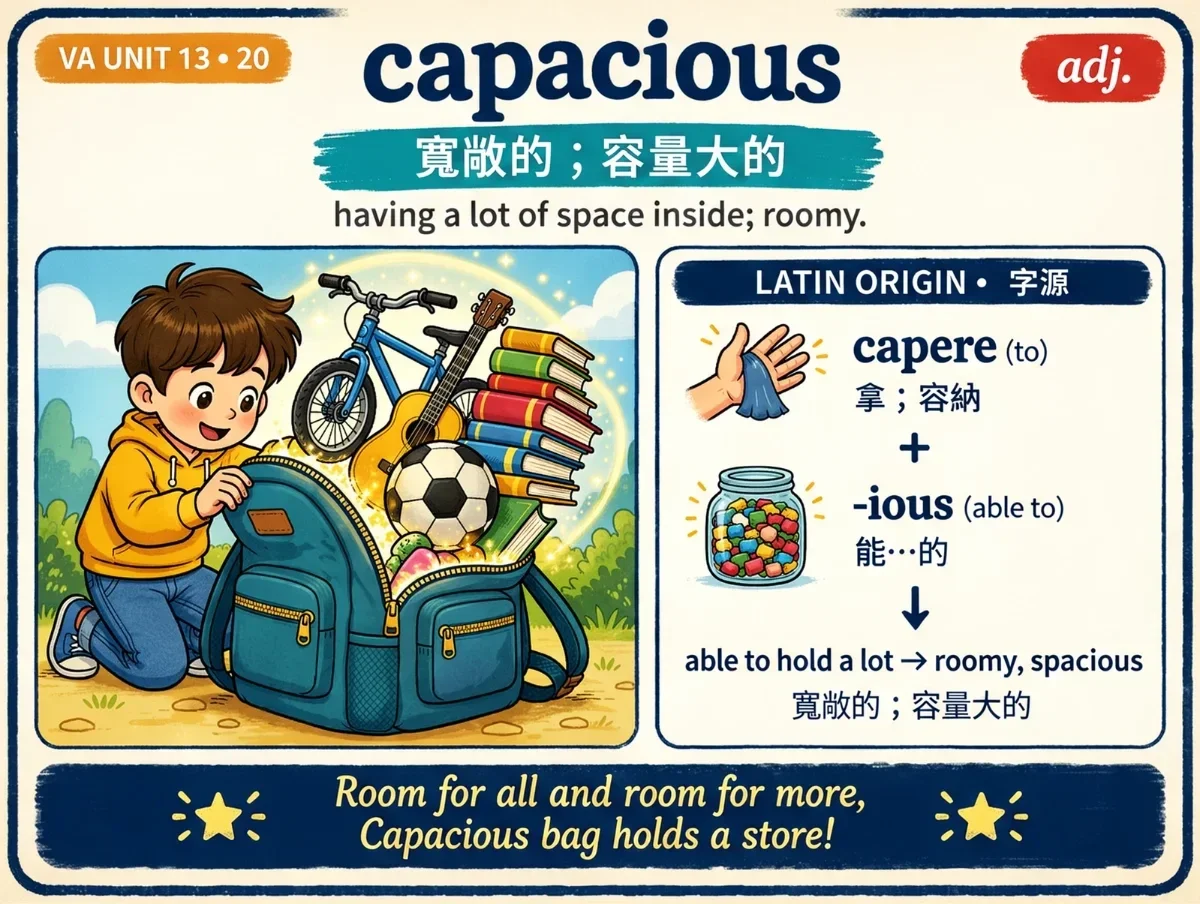 VA UNIT 13 • 20
capacious
adj.
寬敞的；容量大的
having a lot of space inside; roomy.
LATIN ORIGIN • 字源
capere (to)
拿；容納
+
-ious (able to)
能…的
able to hold a lot → roomy, spacious
寬敞的；容量大的
Room for all and room for more,
Capacious bag holds a store!